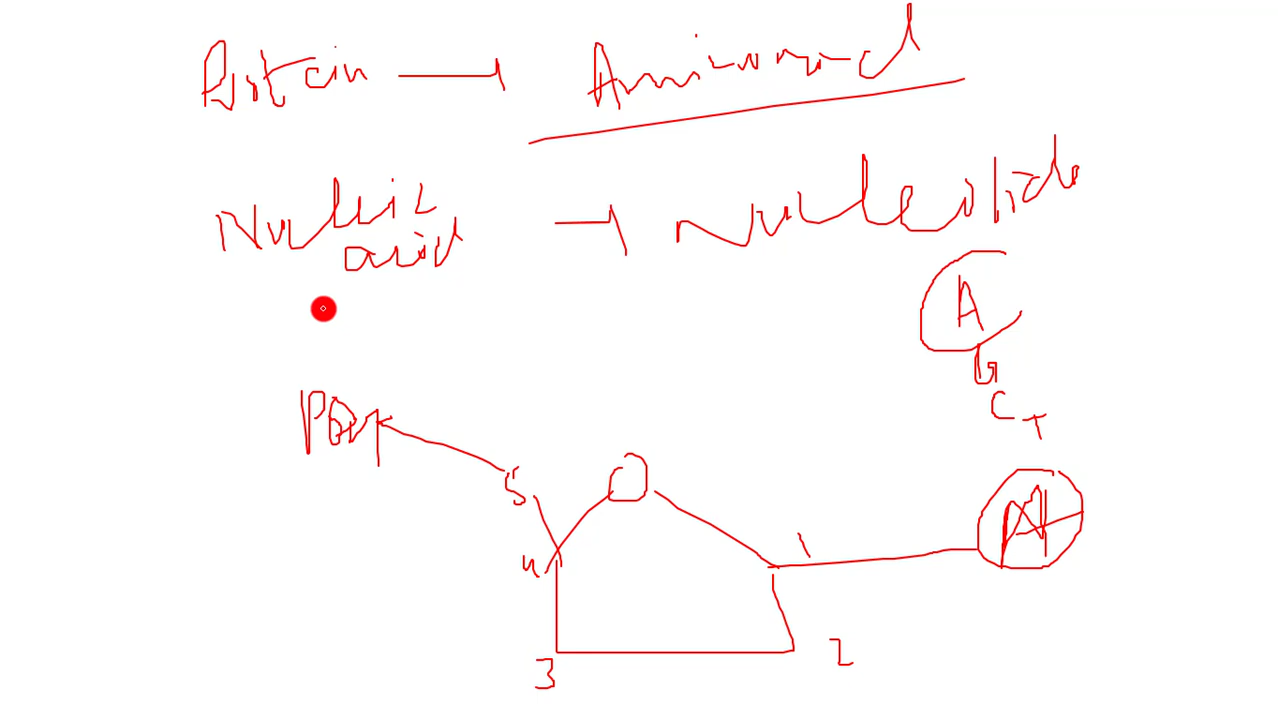 Protein → Aminoacid
Nucleic acid → Nucleotide
A
G
C T
PO4
5 O
4 1 A
3 2